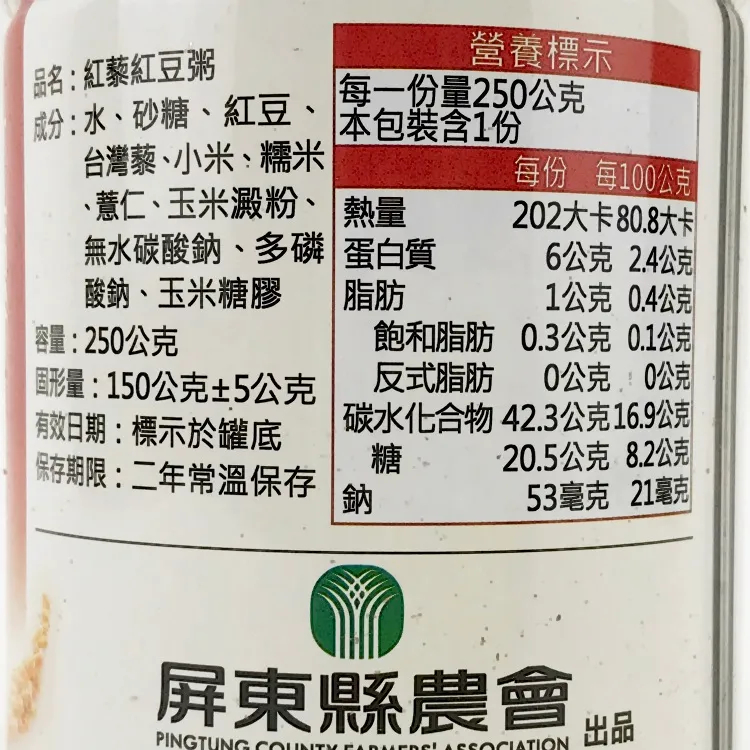 品名：紅藜紅豆粥
成分：水、砂糖、紅豆、
台灣藜、小米、糯米
、薏仁、玉米澱粉、
無水碳酸鈉、多磷
酸鈉、玉米糖膠
容量：250公克
固形量：150公克±5公克
有效日期：標示於罐底
保存期限：二年常溫保存
營養標示
每一份量250公克
本包裝含1份
每份 每100公克
熱量 202大卡 80.8大卡
蛋白質 6公克 2.4公克
脂肪 1公克 0.4公克
飽和脂肪 0.3公克 0.1公克
反式脂肪 0公克 0公克
碳水化合物 42.3公克 16.9公克
糖 20.5公克 8.2公克
鈉 53毫克 21毫克
屏東縣農會 出品
PINGTUNG COUNTY FARMERS' ASSOCIATION